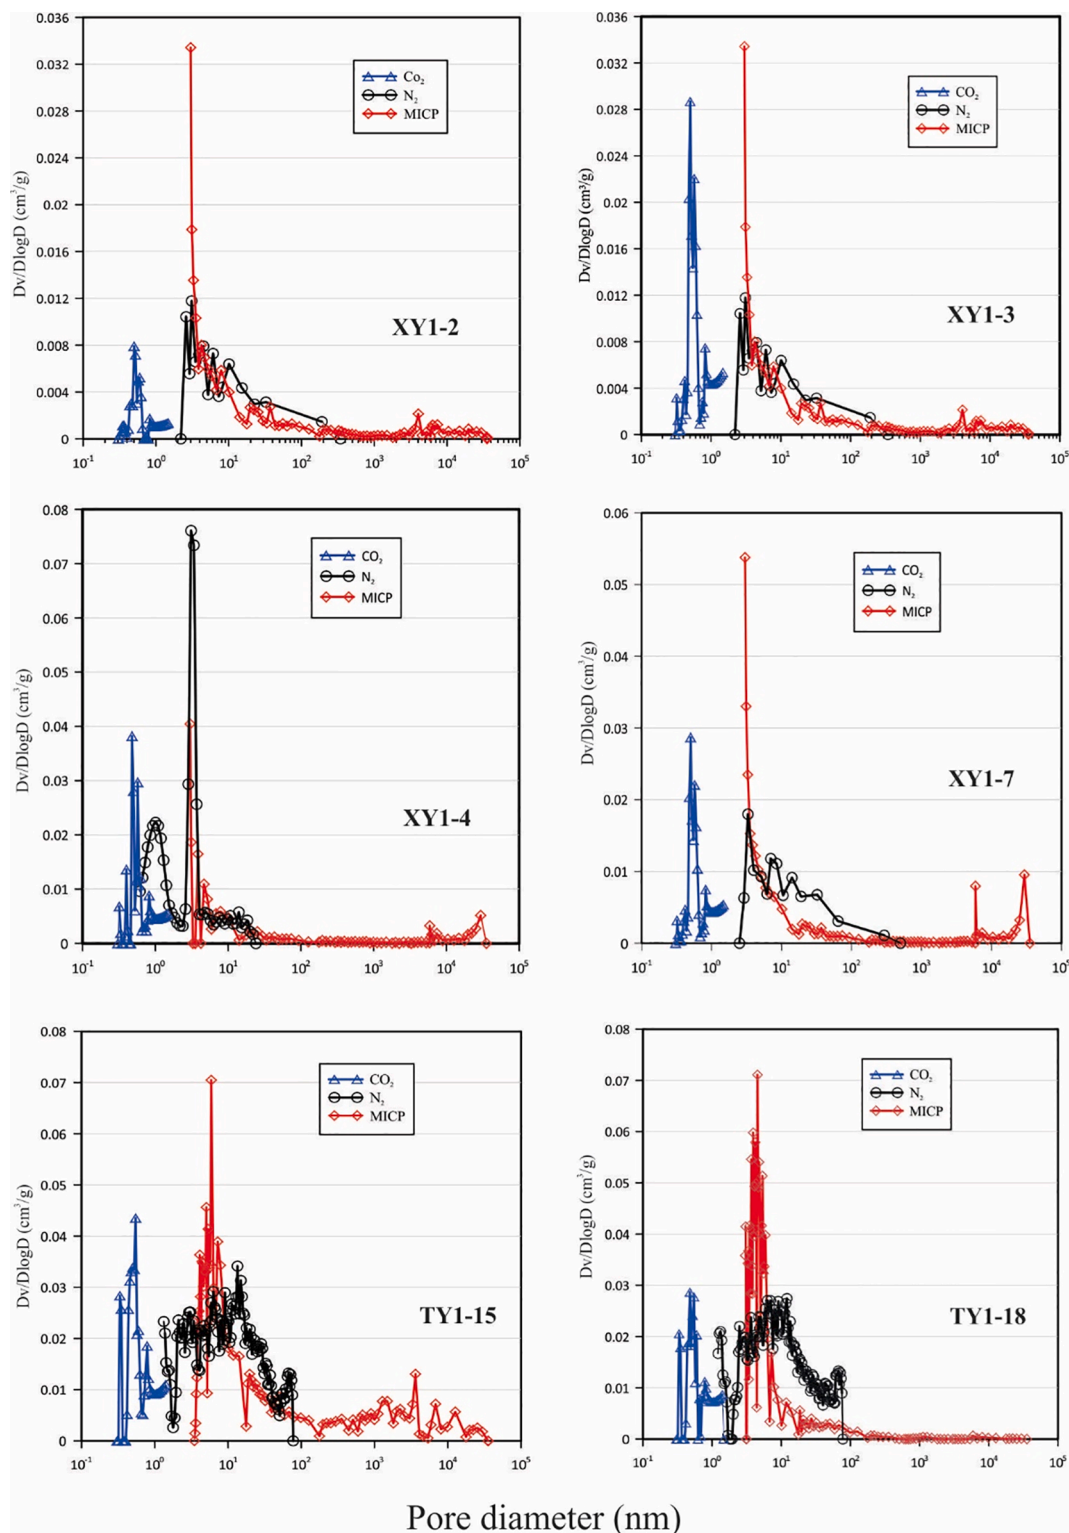 0.036
0.032
0.028
0.024
0.02
0.016
0.012
0.008
0.004
0
Dv/DlogD (cm³/g)
Co₂
N₂
MICP
XY1-2
10⁻¹ 10⁰ 10¹ 10² 10³ 10⁴ 10⁵
0.036
0.032
0.028
0.024
0.02
0.016
0.012
0.008
0.004
0
Dv/DlogD (cm³/g)
CO₂
N₂
MICP
XY1-3
10⁻¹ 10⁰ 10¹ 10² 10³ 10⁴ 10⁵
0.08
0.07
0.06
0.05
0.04
0.03
0.02
0.01
0
Dv/DlogD (cm³/g)
CO₂
N₂
MICP
XY1-4
10⁻¹ 10⁰ 10¹ 10² 10³ 10⁴ 10⁵
0.06
0.05
0.04
0.03
0.02
0.01
0
Dv/DlogD (cm³/g)
CO₂
N₂
MICP
XY1-7
10⁻¹ 10⁰ 10¹ 10² 10³ 10⁴ 10⁵
0.08
0.07
0.06
0.05
0.04
0.03
0.02
0.01
0
Dv/DlogD (cm³/g)
CO₂
N₂
MICP
TY1-15
10⁻¹ 10⁰ 10¹ 10² 10³ 10⁴ 10⁵
0.08
0.07
0.06
0.05
0.04
0.03
0.02
0.01
0
Dv/DlogD (cm³/g)
CO₂
N₂
MICP
TY1-18
10⁻¹ 10⁰ 10¹ 10² 10³ 10⁴ 10⁵
Pore diameter (nm)